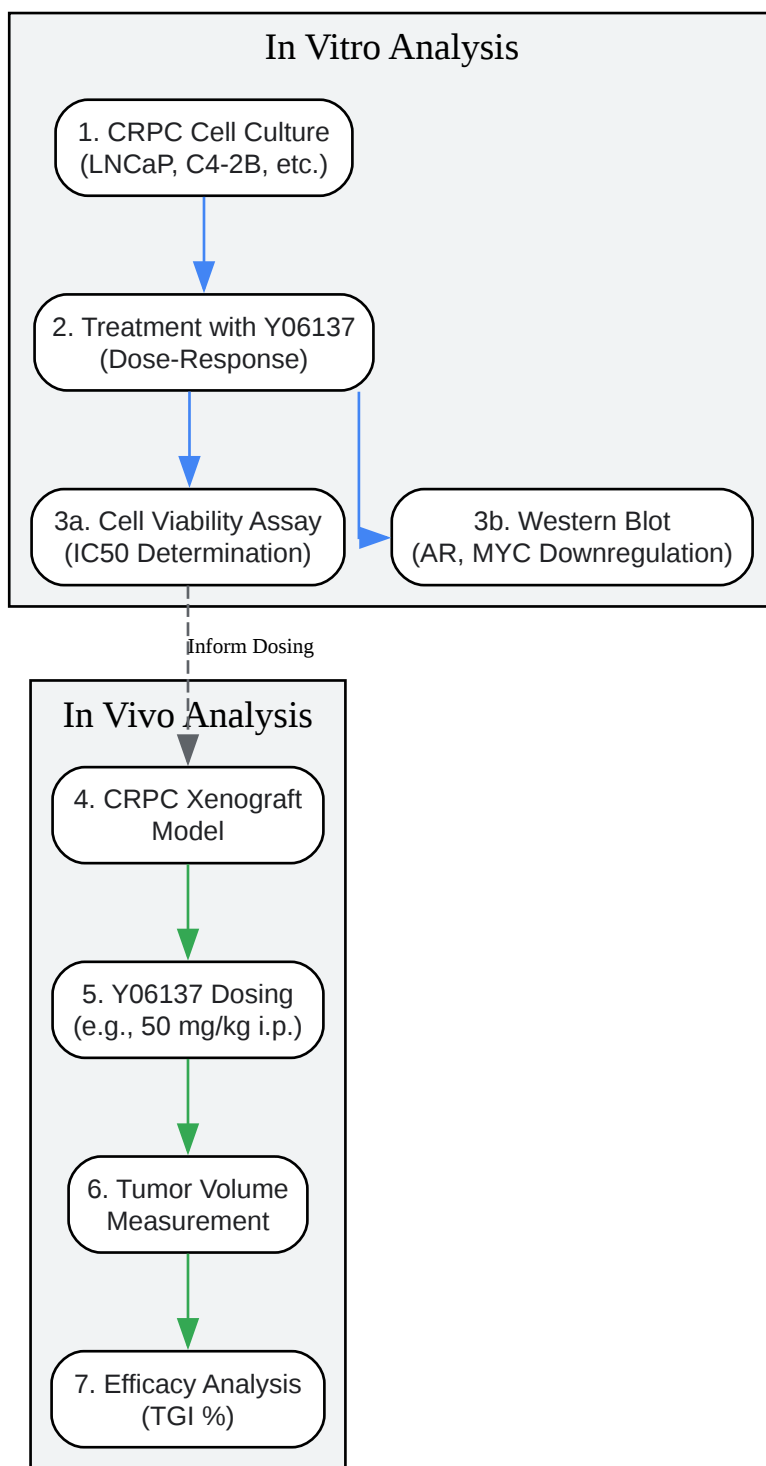 In Vitro Analysis
1. CRPC Cell Culture
(LNCaP, C4-2B, etc.)
2. Treatment with Y06137
(Dose-Response)
3a. Cell Viability Assay
(IC50 Determination)
3b. Western Blot
(AR, MYC Downregulation)
Inform Dosing
In Vivo Analysis
4. CRPC Xenograft
Model
5. Y06137 Dosing
(e.g., 50 mg/kg i.p.)
6. Tumor Volume
Measurement
7. Efficacy Analysis
(TGI %)